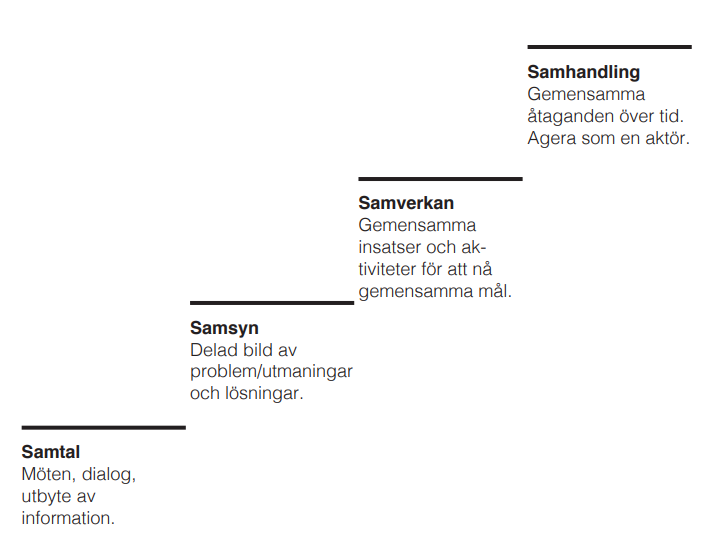 Samhandling
Gemensamma
åtaganden över tid.
Agera som en aktör.
Samverkan
Gemensamma
insatser och ak-
tiviteter för att nå
gemensamma mål.
Samsyn
Delad bild av
problem/utmaningar
och lösningar.
Samtal
Möten, dialog,
utbyte av
information.